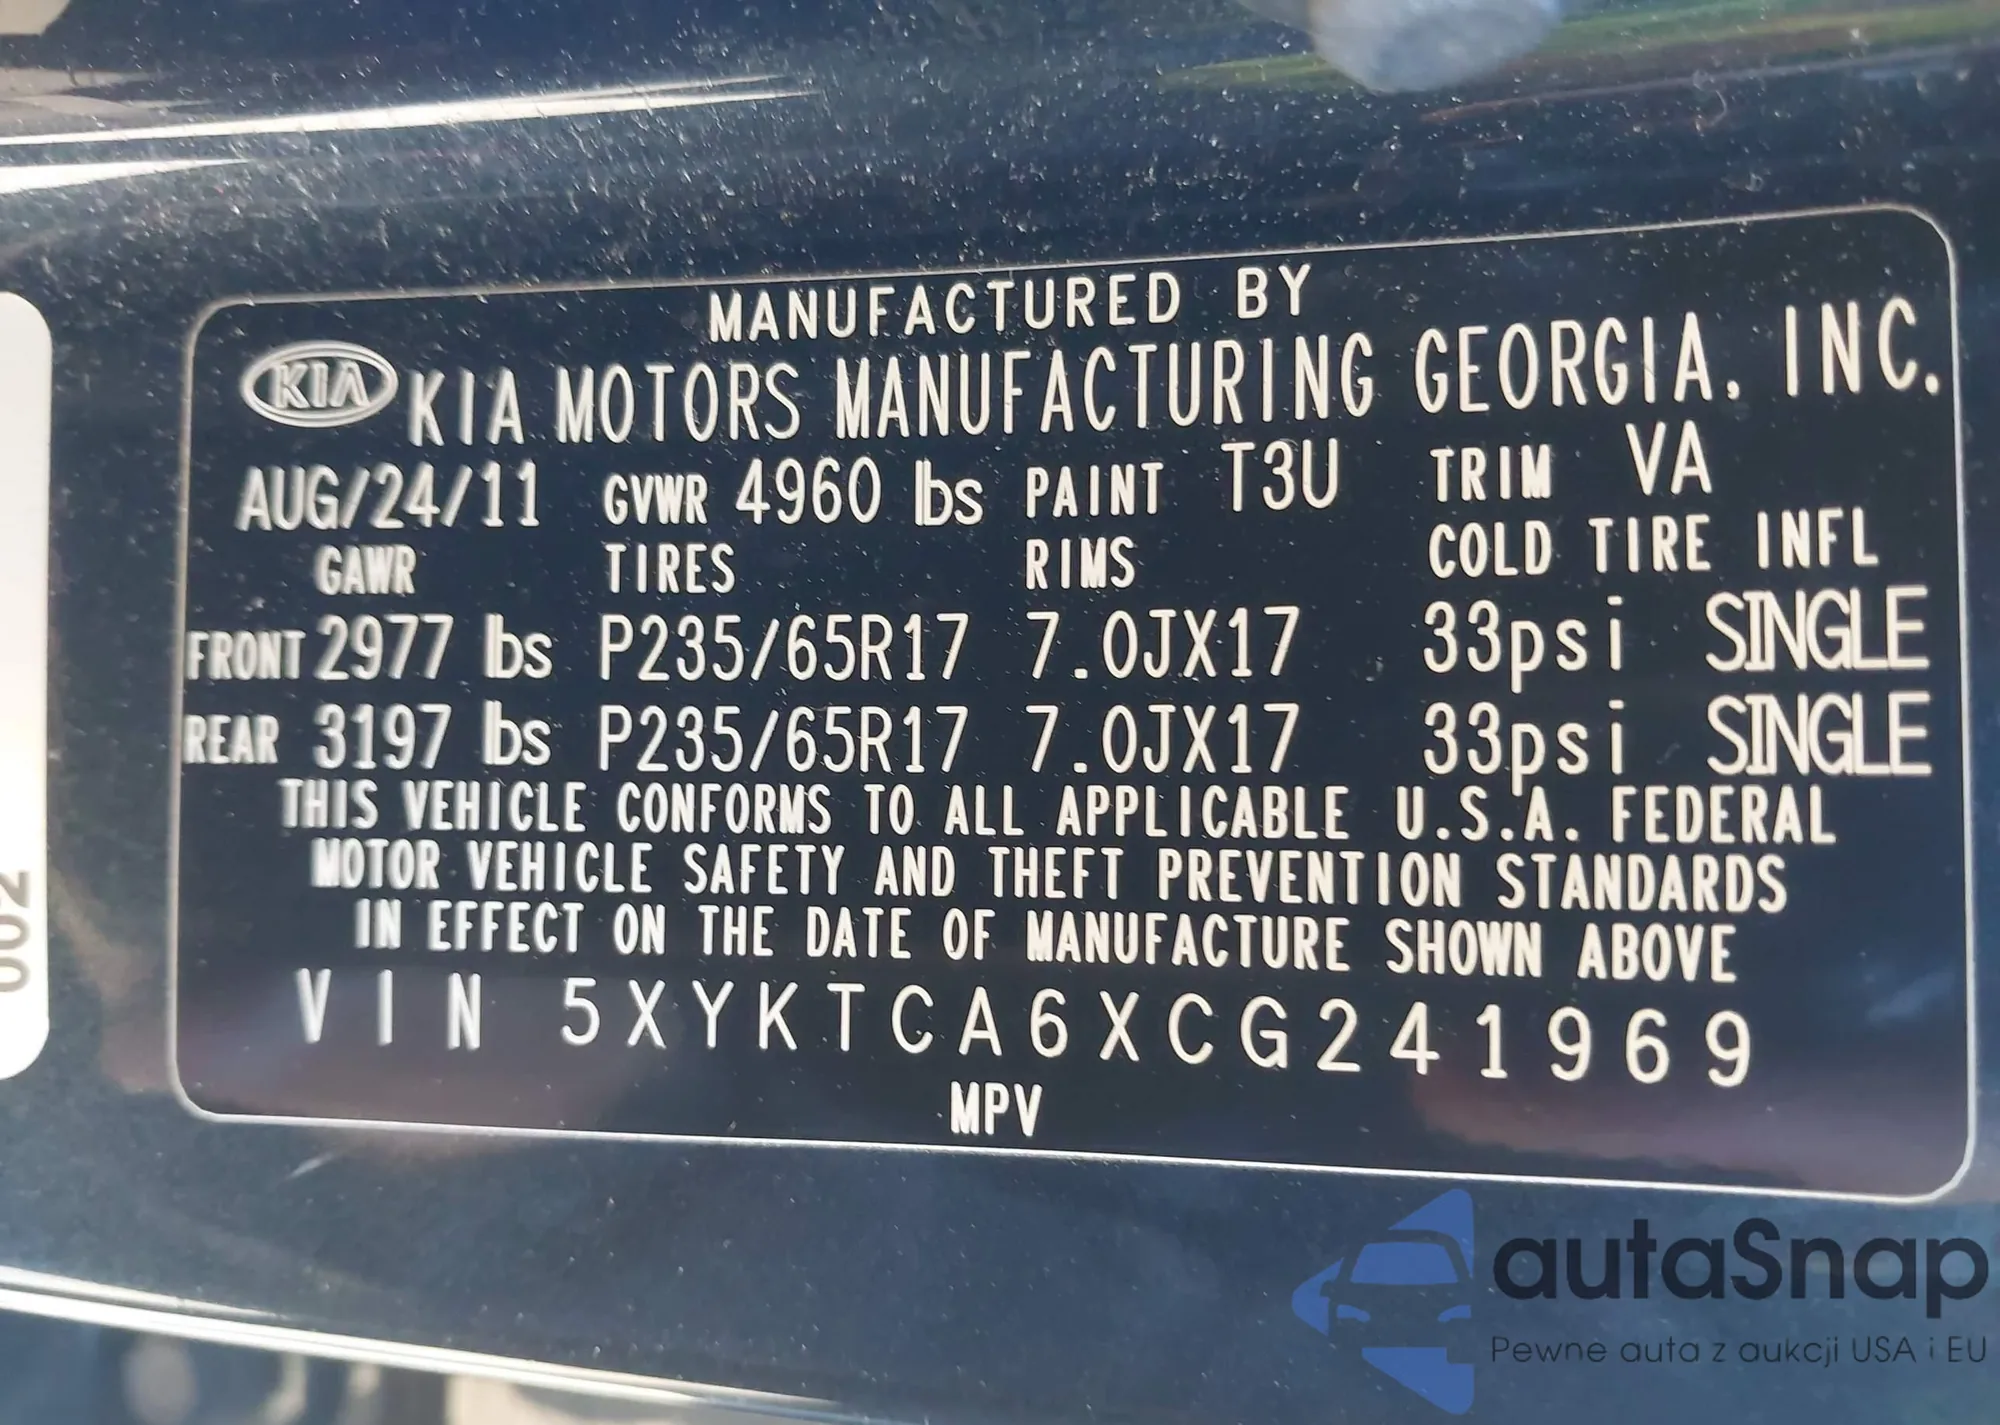 MANUFACTURED BY
KIA KIA MOTORS MANUFACTURING GEORGIA, INC.
AUG/24/11 GVWR 4960 lbs PAINT T3U TRIM VA
GAWR TIRES RIMS COLD TIRE INFL
FRONT 2977 lbs P235/65R17 7.0JX17 33psi SINGLE
REAR 3197 lbs P235/65R17 7.0JX17 33psi SINGLE
THIS VEHICLE CONFORMS TO ALL APPLICABLE U.S.A. FEDERAL
MOTOR VEHICLE SAFETY AND THEFT PREVENTION STANDARDS
IN EFFECT ON THE DATE OF MANUFACTURE SHOWN ABOVE
VIN 5XYKTCA6XCG241969
MPV
002
autaSnap
Pewne auta z aukcji USA i EU